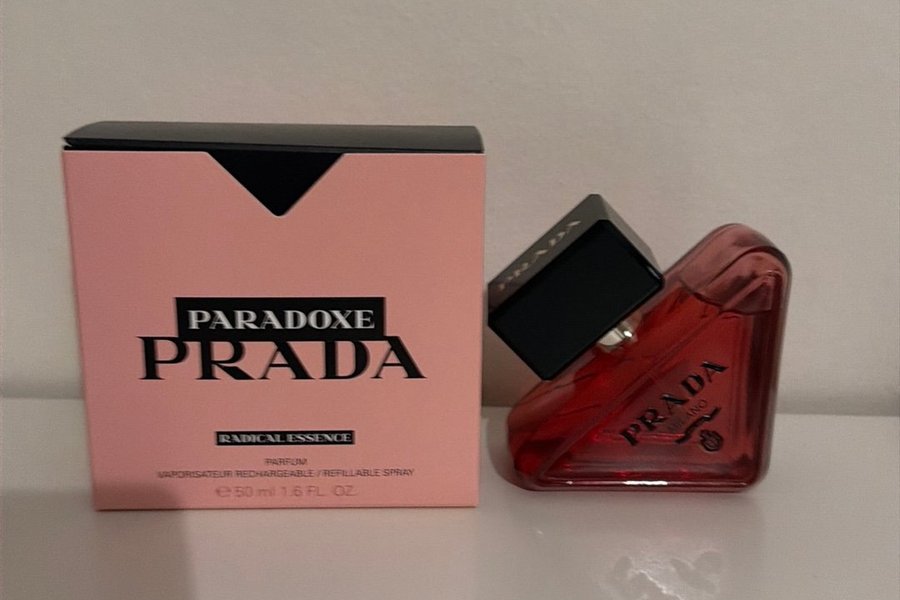 PARADOXE
PRADA
RADICAL ESSENCE
PARFUM
VAPORISATEUR RECHARGEABLE / REFILLABLE SPRAY
℮ 50 ml 1.6 FL. OZ.
PRADA
PRADA
MILANO